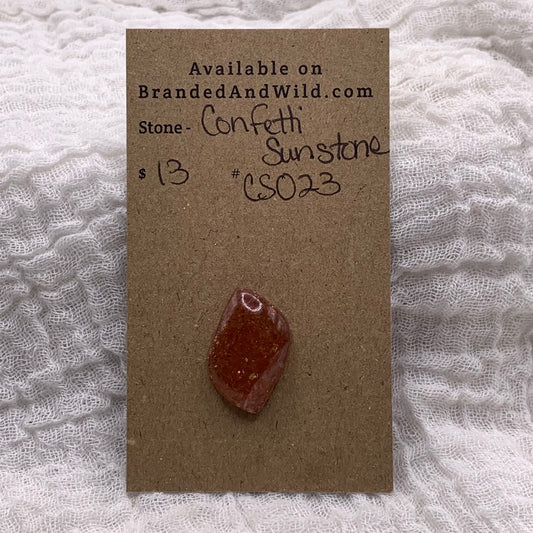 Available on
BrandedAndWild.com
Stone - Confetti
Sunstone
$ 13 # CS023